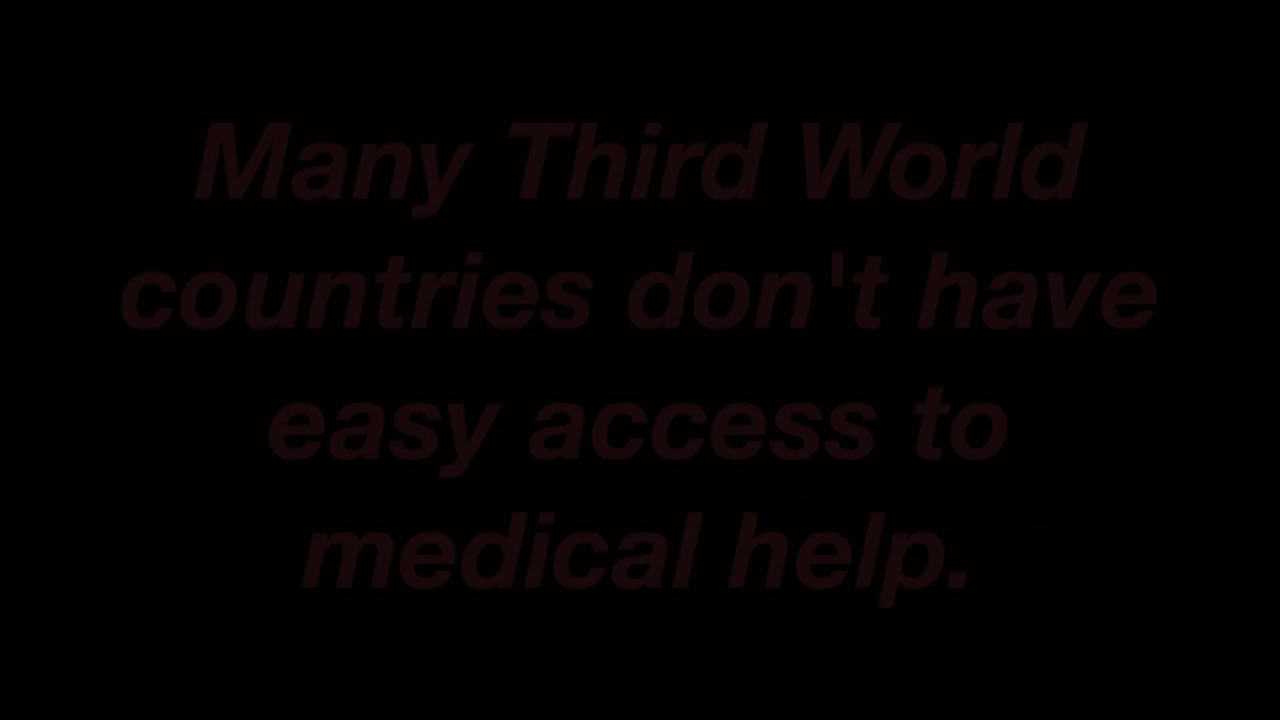 Many Third World
countries don't have
easy access to
medical help.